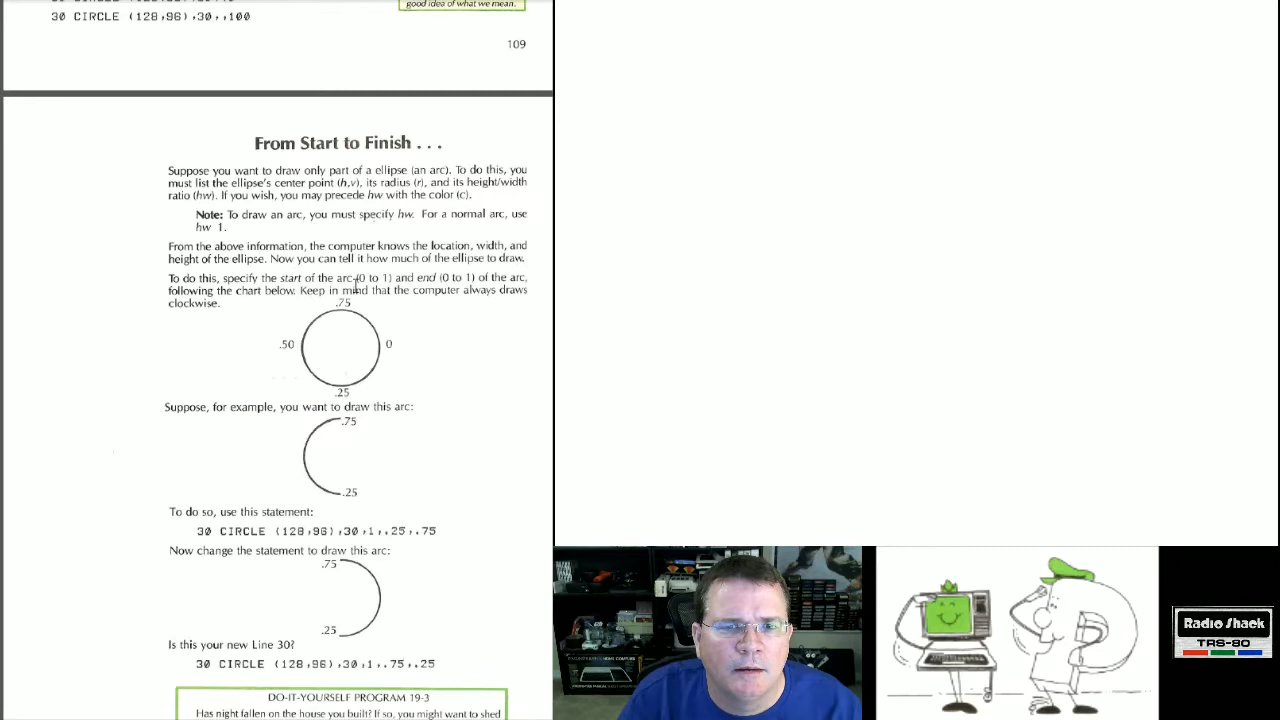 good idea of what we mean.
30 CIRCLE (128,96),30,,100
109
From Start to Finish . . .
Suppose you want to draw only part of a ellipse (an arc). To do this, you
must list the ellipse's center point (h,v), its radius (r), and its height/width
ratio (hw). If you wish, you may precede hw with the color (c).
Note: To draw an arc, you must specify hw. For a normal arc, use
hw 1.
From the above information, the computer knows the location, width, and
height of the ellipse. Now you can tell it how much of the ellipse to draw.
To do this, specify the start of the arc (0 to 1) and end (0 to 1) of the arc,
following the chart below. Keep in mind that the computer always draws
clockwise.
.75
.50
0
.25
Suppose, for example, you want to draw this arc:
.75
.25
To do so, use this statement:
30 CIRCLE (128,96),30,1,.25,.75
Now change the statement to draw this arc:
.75
.25
Is this your new Line 30?
30 CIRCLE (128,96),30,1,.75,.25
DO-IT-YOURSELF PROGRAM 19-3
Has night fallen on the house you built? If so, you might want to shed
Radio Shack
TRS-80